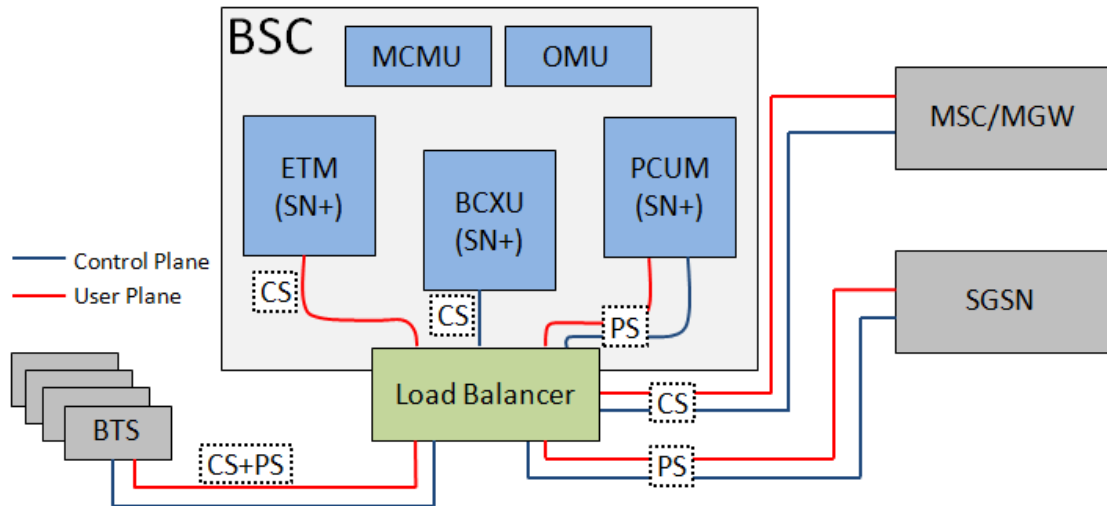 BSC
MCMU
OMU
MSC/MGW
ETM
(SN+)
BCXU
(SN+)
PCUM
(SN+)
Control Plane
User Plane
CS
CS
PS
SGSN
Load Balancer
CS
BTS
CS+PS
PS